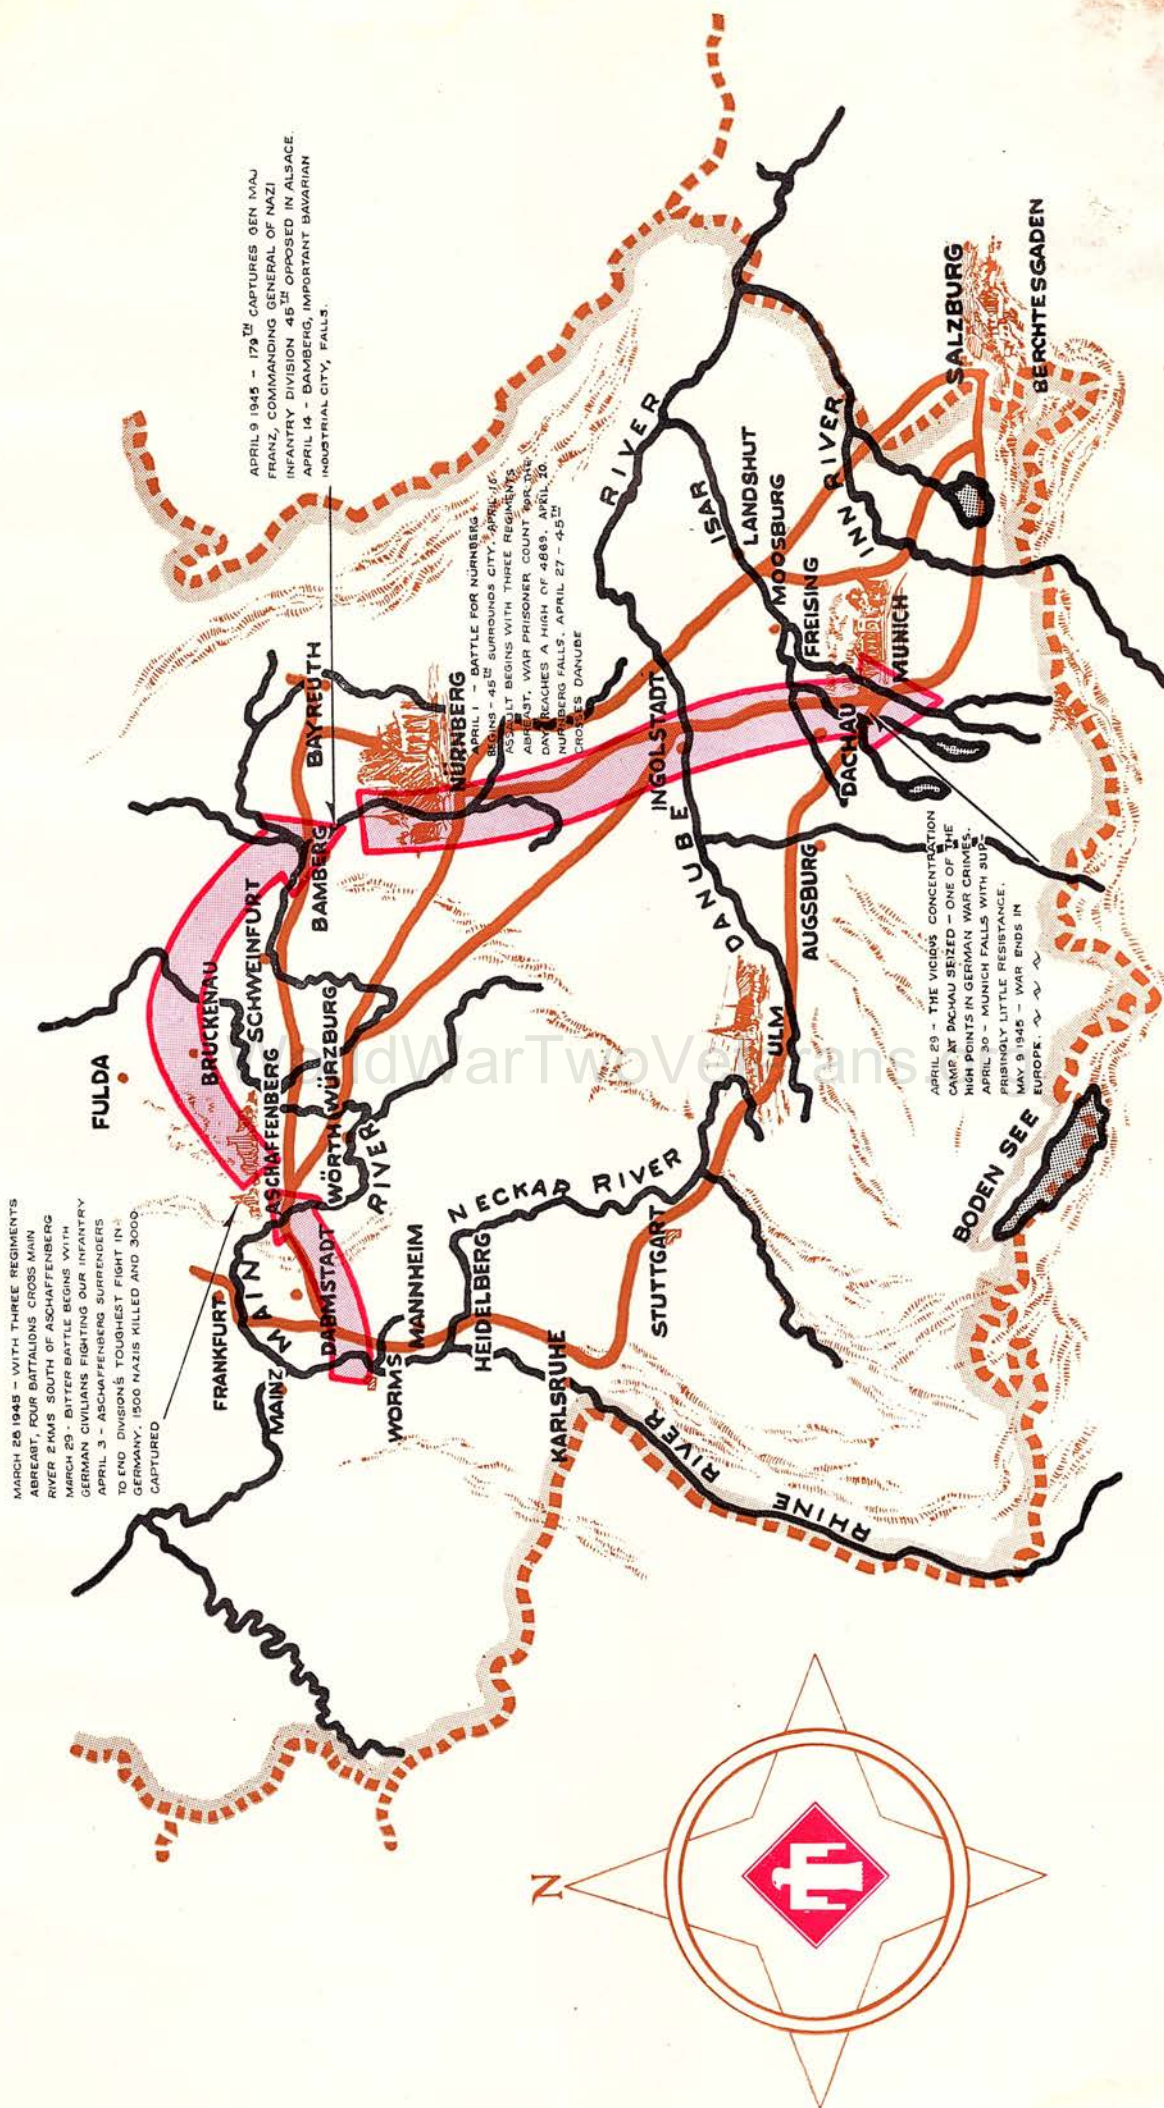 MARCH 28 1945 – WITH THREE REGIMENTS
ABREAST, FOUR BATTALIONS CROSS MAIN
RIVER 2 KMS SOUTH OF ASCHAFFENBERG
MARCH 29 - BITTER BATTLE BEGINS WITH
GERMAN CIVILIANS FIGHTING OUR INFANTRY
APRIL 3 – ASCHAFFENBERG SURRENDERS
TO END DIVISION'S TOUGHEST FIGHT IN
GERMANY, 1500 NAZIS KILLED AND 3000
CAPTURED
APRIL 9 1945 – 179TH CAPTURES GEN MAJ
FRANZ, COMMANDING GENERAL OF NAZI
INFANTRY DIVISION 45TH OPPOSED IN ALSACE.
APRIL 14 - BAMBERG, IMPORTANT BAVARIAN
INDUSTRIAL CITY, FALLS.
APRIL 1 – BATTLE FOR NÜRNBERG
BEGINS – 45TH SURROUNDS CITY. APRIL 16
ASSAULT BEGINS WITH THREE REGIMENTS
ABREAST, WAR PRISONER COUNT FOR THE
DAY REACHES A HIGH OF 4889. APRIL 20,
NURNBERG FALLS. APRIL 27 – 45TH
CROSSES DANUBE
APRIL 29 – THE VICIOUS CONCENTRATION
CAMP AT DACHAU SEIZED – ONE OF THE
HIGH POINTS IN GERMAN WAR CRIMES.
APRIL 30 – MUNICH FALLS WITH SUR-
PRISINGLY LITTLE RESISTANCE.
MAY 9 1945 – WAR ENDS IN
EUROPE.
FULDA
FRANKFURT
MAINZ
MAIN
RIVER
ASCHAFFENBERG
BRUCKENAU
SCHWEINFURT
BAMBERG
BAYREUTH
DABMSTADT
WÖRTH
WÜRZBURG
WORMS
MANNHEIM
HEIDELBERG
NECKAR RIVER
NÜRNBERG
KARLSRUHE
STUTTGART
RHINE RIVER
ULM
AUGSBURG
DANUBE RIVER
INGOLSTADT
ISAR
LANDSHUT
MOOSBURG
FREISING
DACHAU
MUNICH
INN RIVER
SALZBURG
BERCHTESGADEN
BODEN SEE
N
WorldWarTwoVeterans